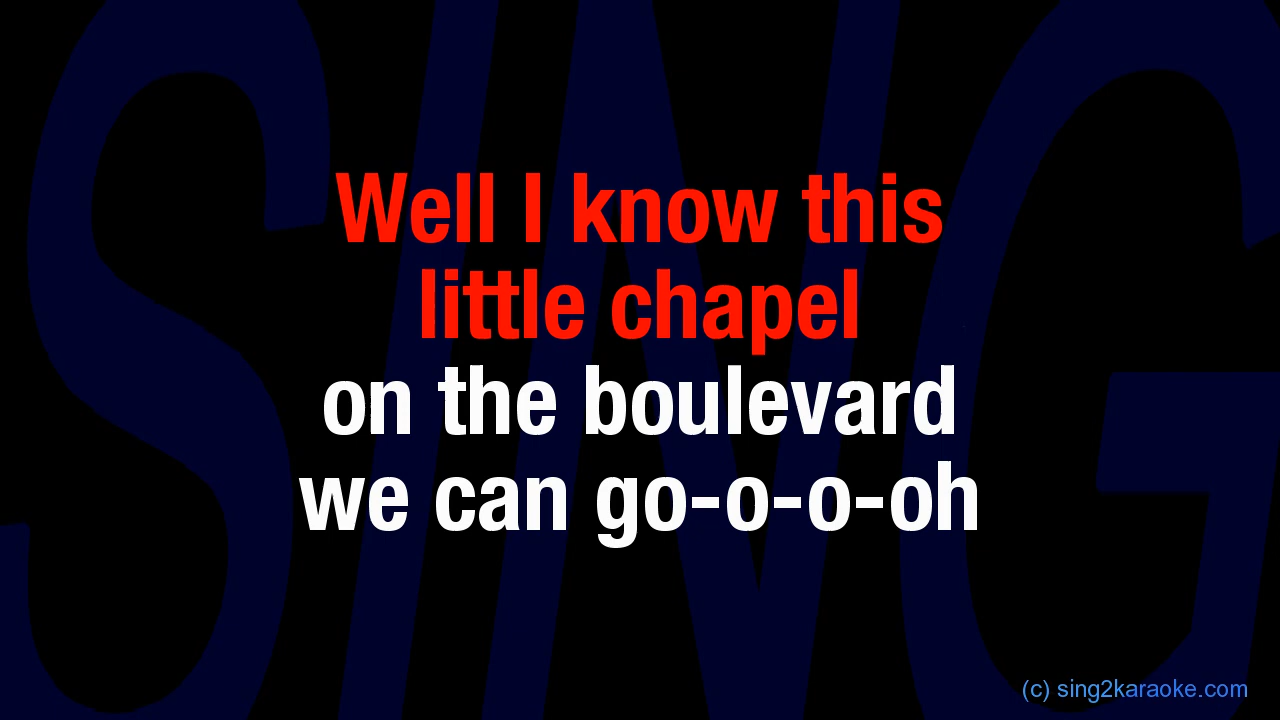 SING
Well I know this
little chapel
on the boulevard
we can go-o-o-oh
(c) sing2karaoke.com